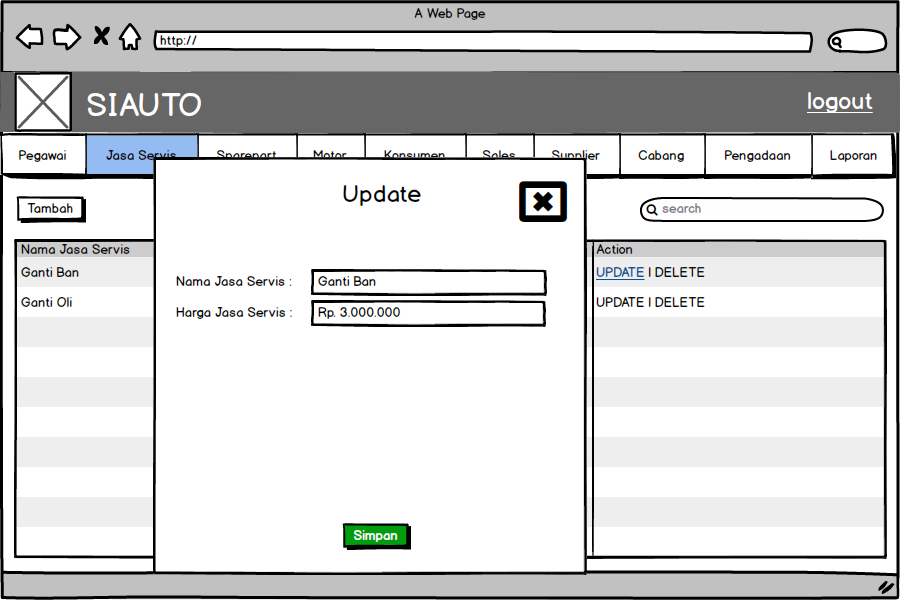 A Web Page
http://
SIAUTO
logout
Pegawai Jasa Servis Sparepart Motor Konsumen Sales Supplier Cabang Pengadaan Laporan
Update
Tambah
search
Nama Jasa Servis
Action
Ganti Ban
UPDATE | DELETE
Nama Jasa Servis : Ganti Ban
Ganti Oli
UPDATE | DELETE
Harga Jasa Servis : Rp. 3.000.000
Simpan